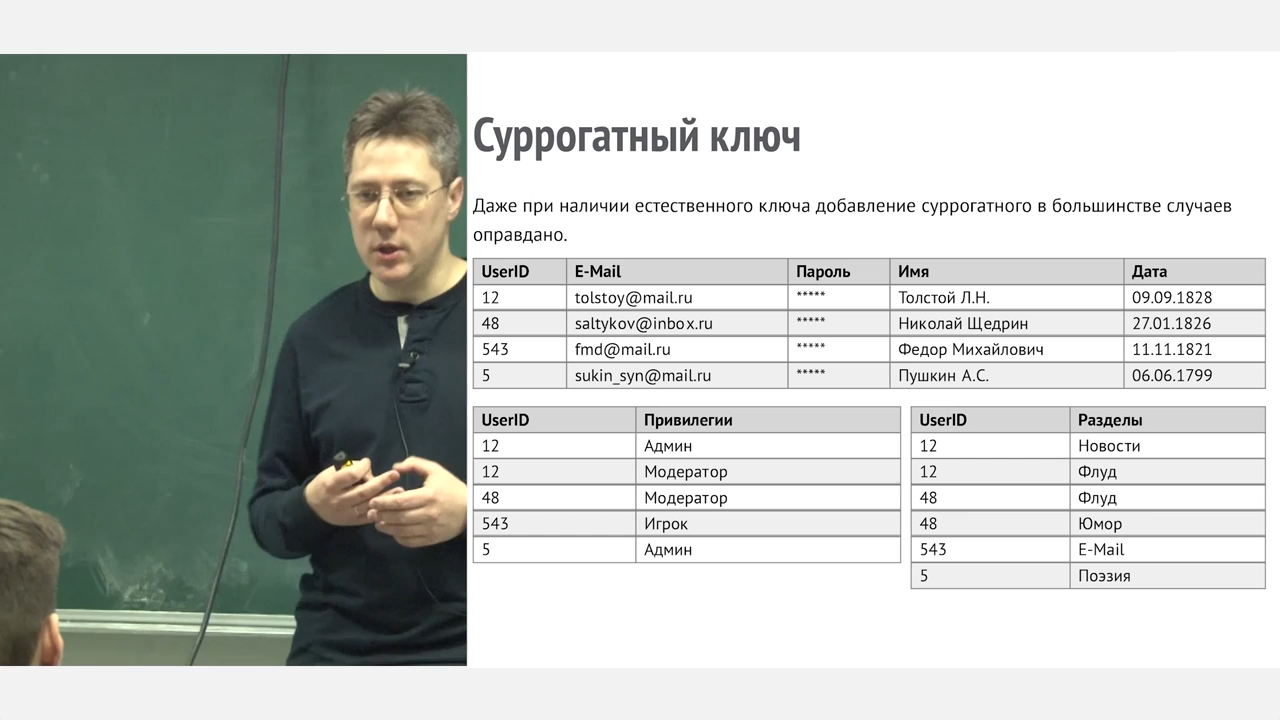 Суррогатный ключ
Даже при наличии естественного ключа добавление суррогатного в большинстве случаев
оправдано.
UserID E-Mail Пароль Имя Дата
12 tolstoy@mail.ru ***** Толстой Л.Н. 09.09.1828
48 saltykov@inbox.ru ***** Николай Щедрин 27.01.1826
543 fmd@mail.ru ***** Федор Михайлович 11.11.1821
5 sukin_syn@mail.ru ***** Пушкин А.С. 06.06.1799
UserID Привилегии
12 Админ
12 Модератор
48 Модератор
543 Игрок
5 Админ
UserID Разделы
12 Новости
12 Флуд
48 Флуд
48 Юмор
543 E-Mail
5 Поэзия